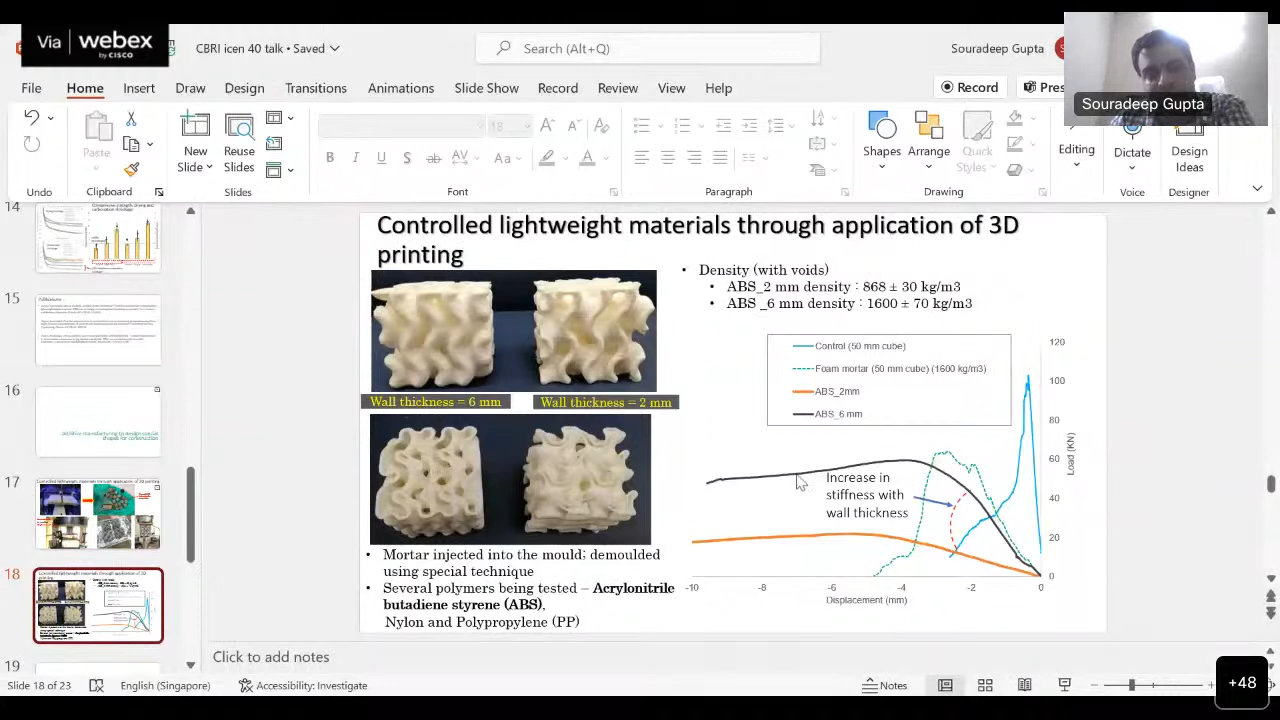 Via webex
by CISCO
CBRI icen 40 talk • Saved
Search (Alt+Q)
Souradeep Gupta
Souradeep Gupta
File Home Insert Draw Design Transitions Animations Slide Show Record Review View Help
Record
Pres
Paste
New
Slide
Reuse
Slides
18
Shapes
Arrange
Quick
Styles
Editing
Dictate
Design
Ideas
Undo
Clipboard
Slides
Font
Paragraph
Drawing
Voice
Designer
14
15
16
17
18
19
Controlled lightweight materials through application of 3D
printing
Wall thickness = 6 mm
Wall thickness = 2 mm
• Mortar injected into the mould; demoulded
using special technique
• Several polymers being tested – Acrylonitrile
butadiene styrene (ABS),
Nylon and Polypropylene (PP)
• Density (with voids)
• ABS_2 mm density : 868 ± 30 kg/m3
• ABS_6 mm density : 1600 ± 70 kg/m3
Control (50 mm cube)
Foam mortar (50 mm cube) (1600 kg/m3)
ABS_2mm
ABS_6 mm
Increase in
stiffness with
wall thickness
120
100
80
60
40
20
0
Load (KN)
-10 -8 -6 -4 -2 0
Displacement (mm)
Click to add notes
Slide 18 of 23
English (Singapore)
Accessibility: Investigate
Notes
+48